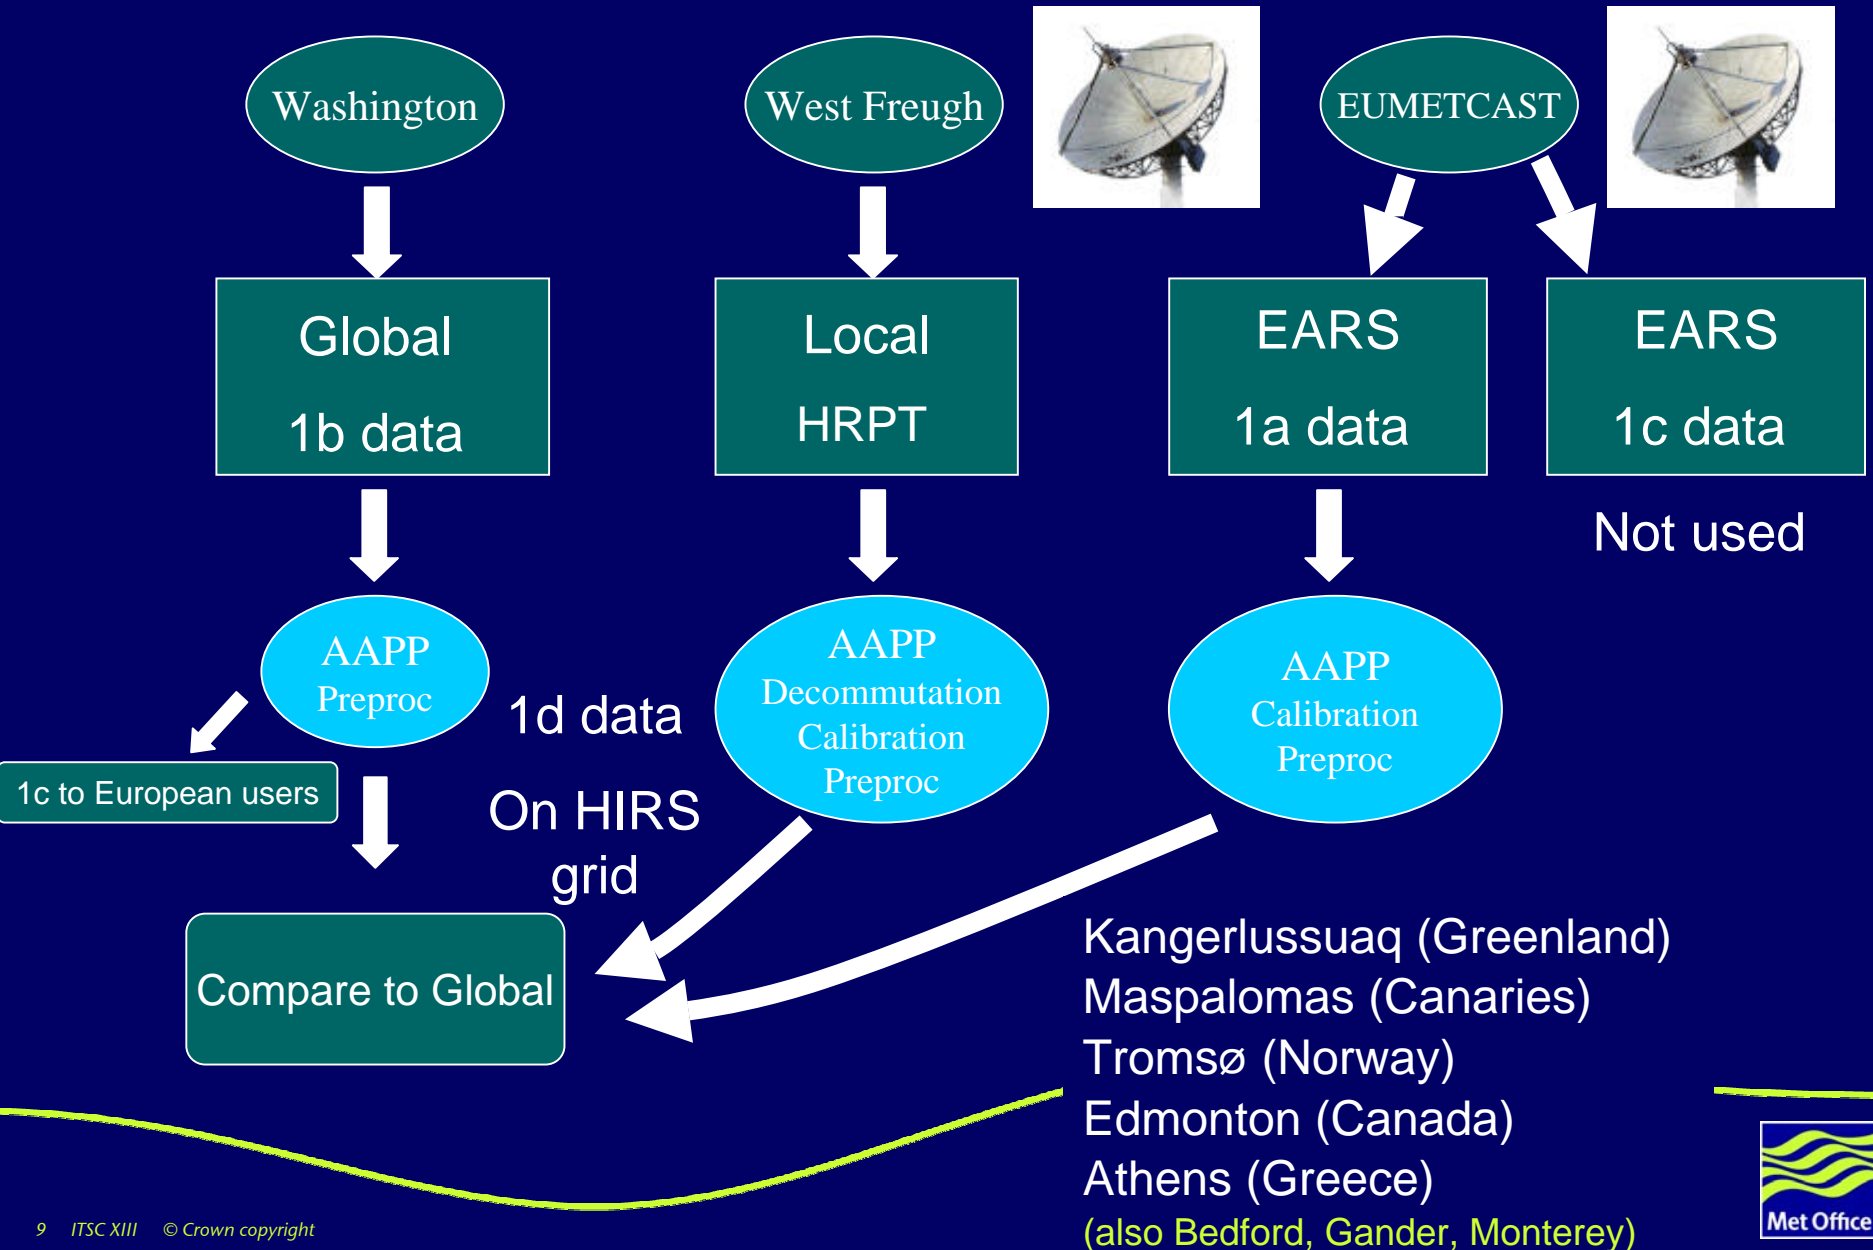 Washington
West Freugh
EUMETCAST
Global
1b data
Local
HRPT
EARS
1a data
EARS
1c data
Not used
AAPP
Preproc
1d data
On HIRS
grid
AAPP
Decommutation
Calibration
Preproc
AAPP
Calibration
Preproc
1c to European users
Compare to Global
Kangerlussuaq (Greenland)
Maspalomas (Canaries)
Tromsø (Norway)
Edmonton (Canada)
Athens (Greece)
(also Bedford, Gander, Monterey)
9 ITSC XIII © Crown copyright
Met Office